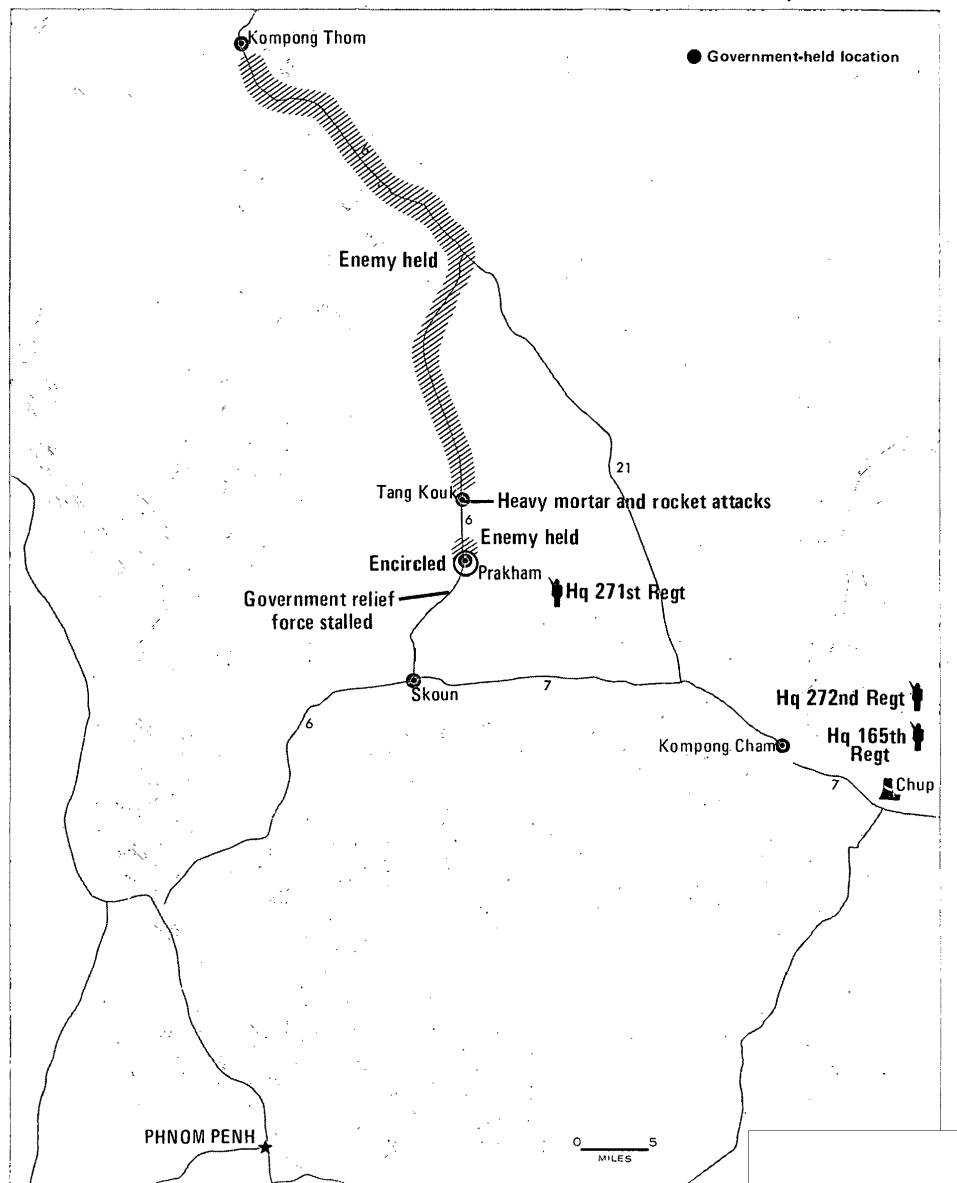 Kompong Thom
Government-held location
6
Enemy held
21
Tang Kouk
Heavy mortar and rocket attacks
6
Enemy held
Encircled
Prakham
Hq 271st Regt
Government relief
force stalled
Skoun
7
Hq 272nd Regt
6
Kompong Cham
Hq 165th
Regt
7
Chup
PHNOM PENH
0 5
MILES